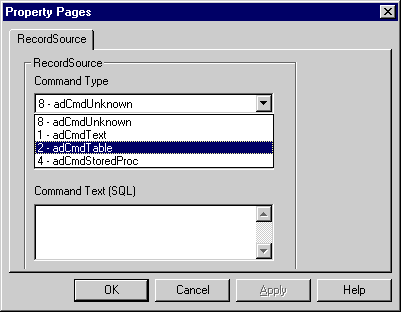 Property Pages
RecordSource
RecordSource
Command Type
8 - adCmdUnknown
8 - adCmdUnknown
1 - adCmdText
2 - adCmdTable
4 - adCmdStoredProc
Command Text (SQL)
OK Cancel Apply Help